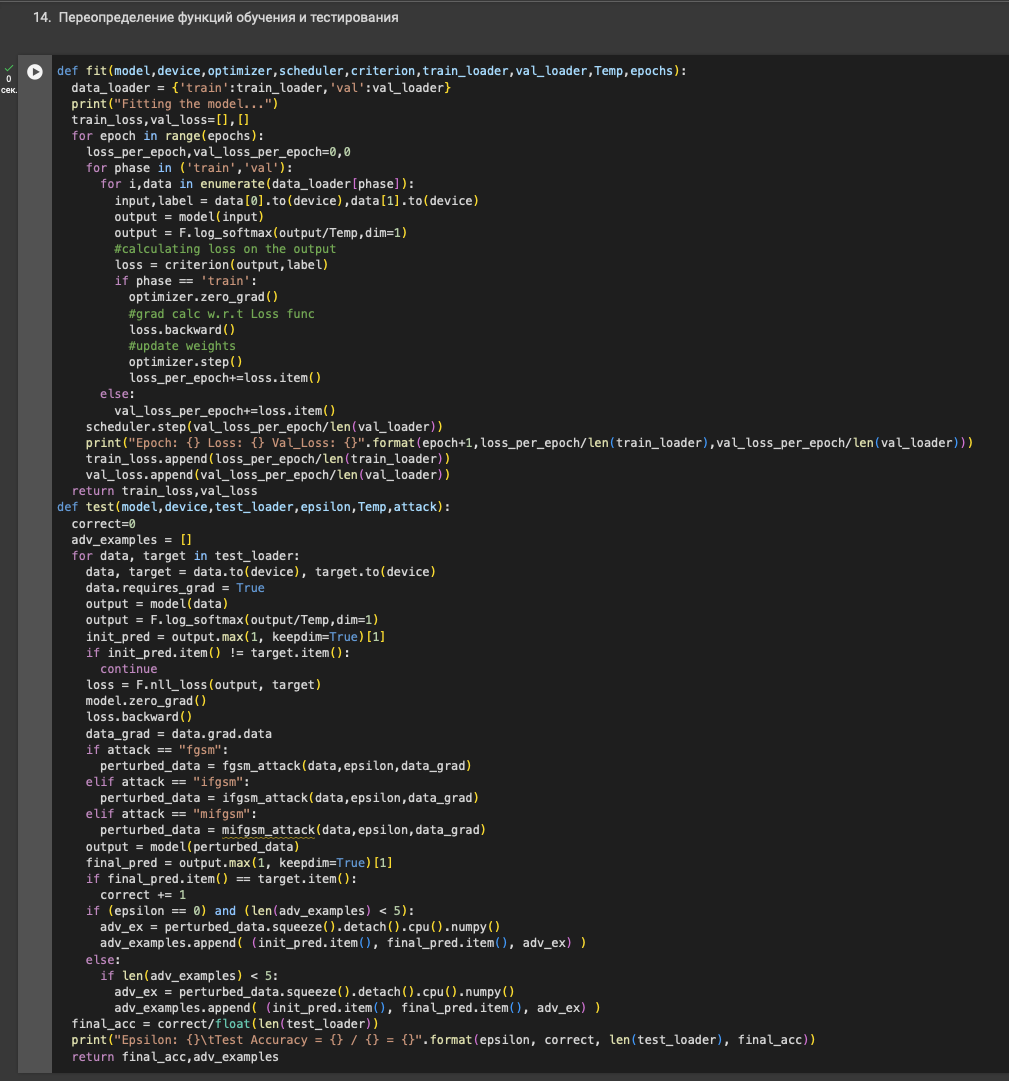 14. Переопределение функций обучения и тестирования
0
сек.
def fit(model,device,optimizer,scheduler,criterion,train_loader,val_loader,Temp,epochs):
  data_loader = {'train':train_loader,'val':val_loader}
  print("Fitting the model...")
  train_loss,val_loss=[],[]
  for epoch in range(epochs):
    loss_per_epoch,val_loss_per_epoch=0,0
    for phase in ('train','val'):
      for i,data in enumerate(data_loader[phase]):
        input,label = data[0].to(device),data[1].to(device)
        output = model(input)
        output = F.log_softmax(output/Temp,dim=1)
        #calculating loss on the output
        loss = criterion(output,label)
        if phase == 'train':
          optimizer.zero_grad()
          #grad calc w.r.t Loss func
          loss.backward()
          #update weights
          optimizer.step()
          loss_per_epoch+=loss.item()
      else:
        val_loss_per_epoch+=loss.item()
    scheduler.step(val_loss_per_epoch/len(val_loader))
    print("Epoch: {} Loss: {} Val_Loss: {}".format(epoch+1,loss_per_epoch/len(train_loader),val_loss_per_epoch/len(val_loader)))
    train_loss.append(loss_per_epoch/len(train_loader))
    val_loss.append(val_loss_per_epoch/len(val_loader))
  return train_loss,val_loss
def test(model,device,test_loader,epsilon,Temp,attack):
  correct=0
  adv_examples = []
  for data, target in test_loader:
    data, target = data.to(device), target.to(device)
    data.requires_grad = True
    output = model(data)
    output = F.log_softmax(output/Temp,dim=1)
    init_pred = output.max(1, keepdim=True)[1]
    if init_pred.item() != target.item():
      continue
    loss = F.nll_loss(output, target)
    model.zero_grad()
    loss.backward()
    data_grad = data.grad.data
    if attack == "fgsm":
      perturbed_data = fgsm_attack(data,epsilon,data_grad)
    elif attack == "ifgsm":
      perturbed_data = ifgsm_attack(data,epsilon,data_grad)
    elif attack == "mifgsm":
      perturbed_data = mifgsm_attack(data,epsilon,data_grad)
    output = model(perturbed_data)
    final_pred = output.max(1, keepdim=True)[1]
    if final_pred.item() == target.item():
      correct += 1
    if (epsilon == 0) and (len(adv_examples) < 5):
      adv_ex = perturbed_data.squeeze().detach().cpu().numpy()
      adv_examples.append( (init_pred.item(), final_pred.item(), adv_ex) )
    else:
      if len(adv_examples) < 5:
        adv_ex = perturbed_data.squeeze().detach().cpu().numpy()
        adv_examples.append( (init_pred.item(), final_pred.item(), adv_ex) )
  final_acc = correct/float(len(test_loader))
  print("Epsilon: {}\tTest Accuracy = {} / {} = {}".format(epsilon, correct, len(test_loader), final_acc))
  return final_acc,adv_examples